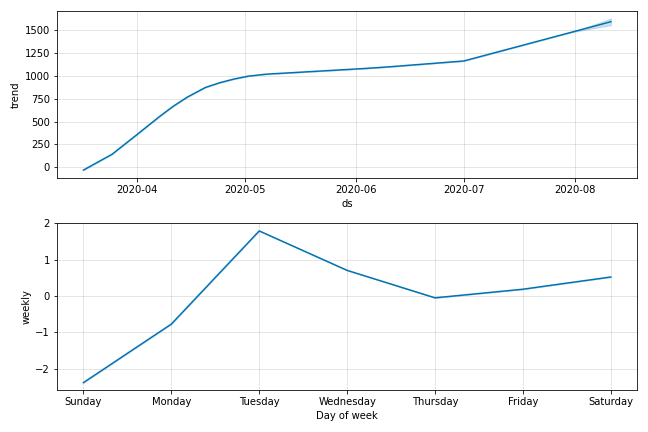 1500
1250
1000
750
500
250
0
trend
2020-04 2020-05 2020-06 2020-07 2020-08
ds
2
1
0
−1
−2
weekly
Sunday Monday Tuesday Wednesday Thursday Friday Saturday
Day of week